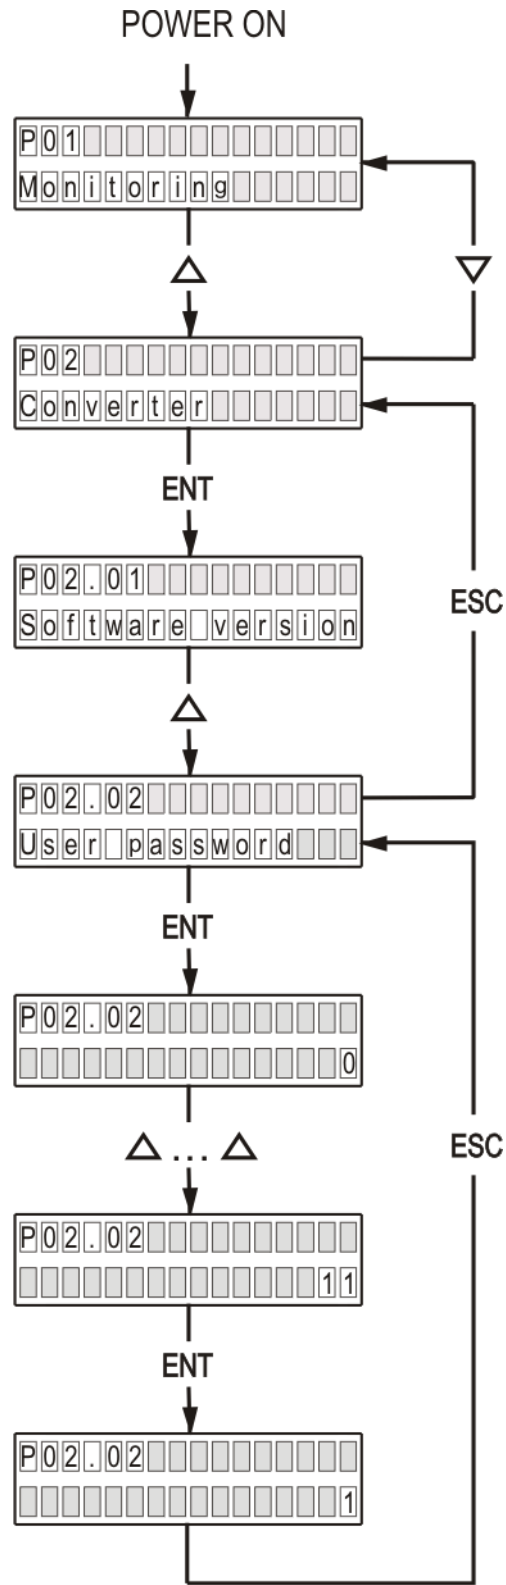 POWER ON
P01
Monitoring
P02
Converter
ENT
P02.01
Software version
ESC
P02.02
User password
ENT
P02.02
0
...
ESC
P02.02
11
ENT
P02.02
1